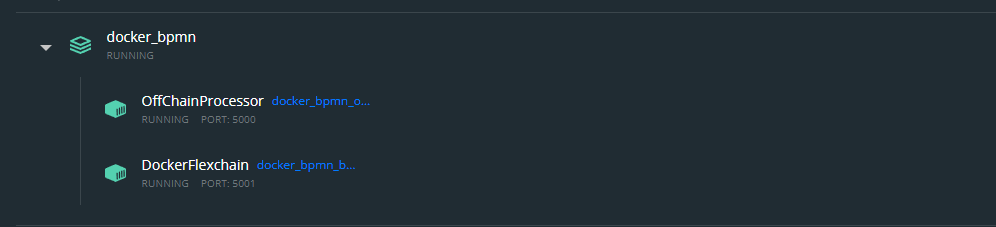 docker_bpmn
RUNNING
OffChainProcessor docker_bpmn_o...
RUNNING PORT: 5000
DockerFlexchain docker_bpmn_b...
RUNNING PORT: 5001